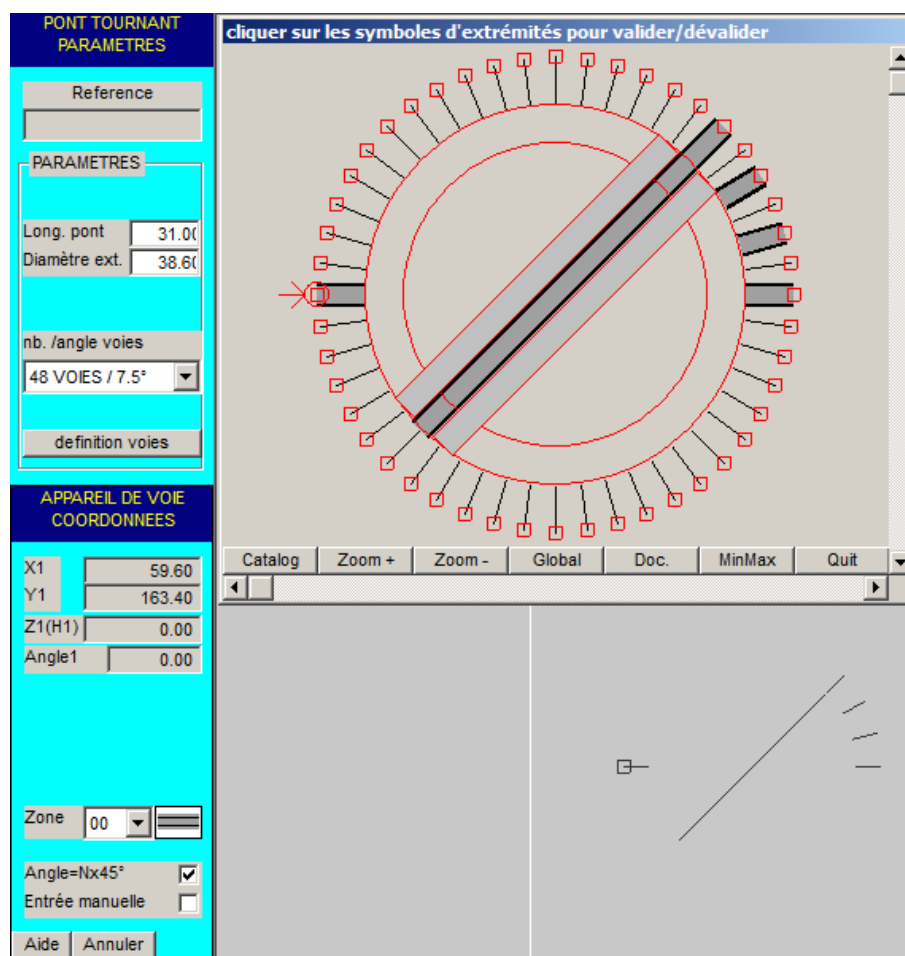 PONT TOURNANT
PARAMETRES
Reference
PARAMETRES
Long. pont 31.00
Diamètre ext. 38.60
nb. /angle voies
48 VOIES / 7.5°
definition voies
APPAREIL DE VOIE
COORDONNEES
X1 59.60
Y1 163.40
Z1(H1) 0.00
Angle1 0.00
Zone 00
Angle=Nx45°
Entrée manuelle
Aide Annuler
cliquer sur les symboles d'extrémités pour valider/dévalider
Catalog Zoom + Zoom - Global Doc. MinMax Quit